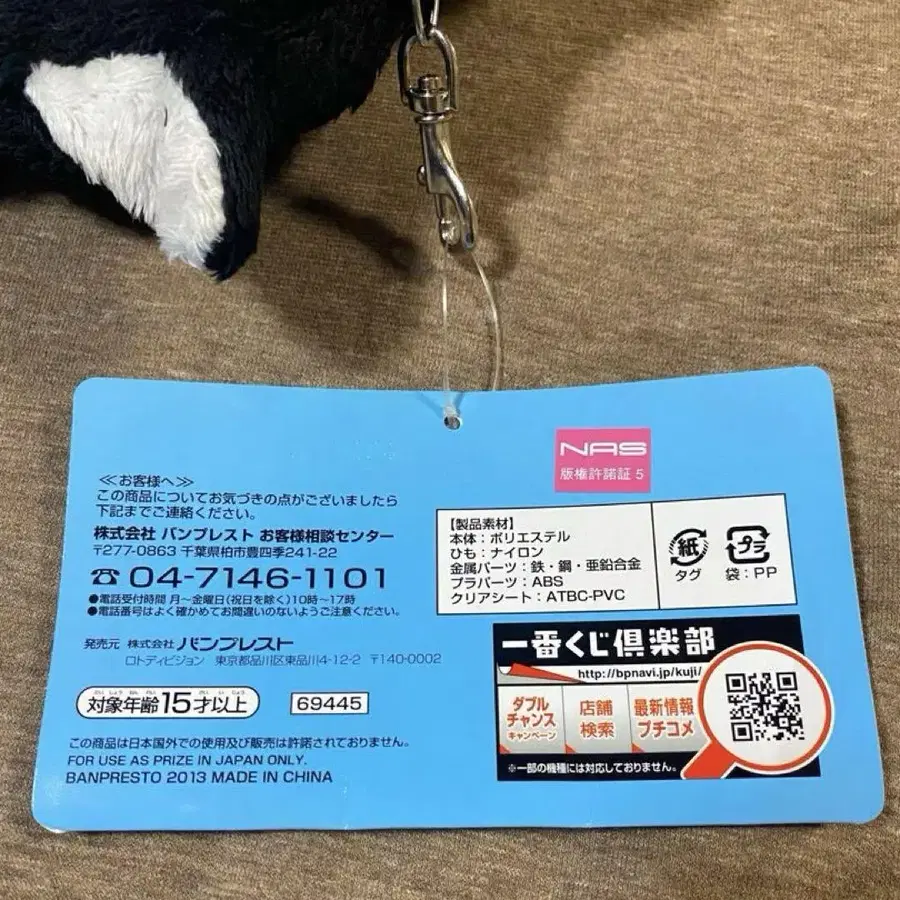 ≪お客様へ≫
この商品についてお気づきの点がございましたら
下記までご連絡ください。
株式会社 バンプレスト お客様相談センター
〒277-0863 千葉県柏市豊四季241-22
☎ 04-7146-1101
●電話受付時間 月〜金曜日(祝日を除く)10時〜17時
●電話番号はよく確かめてお間違いのないようご注意ください。
発売元 株式会社 バンプレスト
ロトディビジョン 東京都品川区東品川4-12-2 〒140-0002
対象年齢15才以上
69445
この商品は日本国外での使用及び販売は許諾されておりません。
FOR USE AS PRIZE IN JAPAN ONLY.
BANPRESTO 2013 MADE IN CHINA
NAS
版権許諾証 5
【製品素材】
本体:ポリエステル
ひも:ナイロン
金属パーツ:鉄・鋼・亜鉛合金
プラパーツ:ABS
クリアシート:ATBC-PVC
紙
タグ
プラ
袋:PP
一番くじ倶楽部
http://bpnavi.jp/kuji/
ダブル
チャンス
キャンペーン
店舗
検索
最新情報
プチコメ
※一部の機種には対応しておりません。